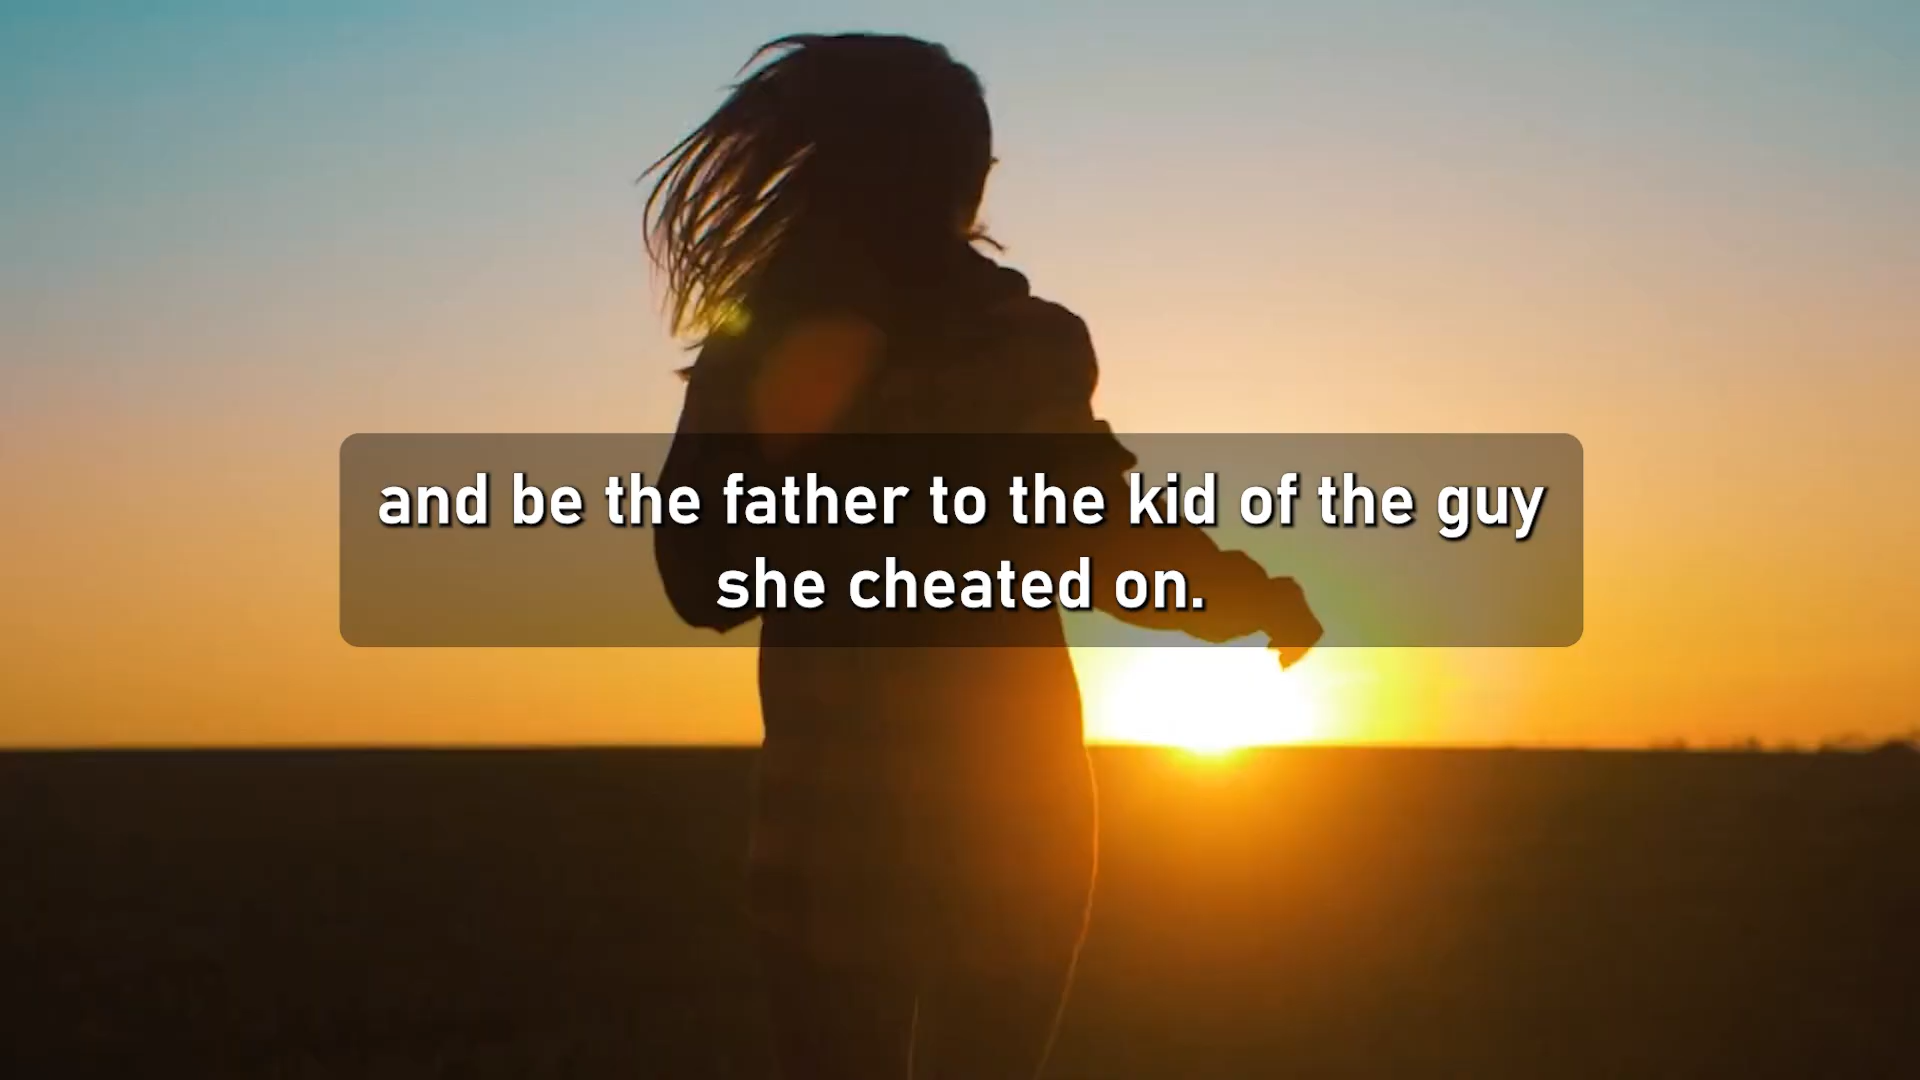 and be the father to the kid of the guy
she cheated on.